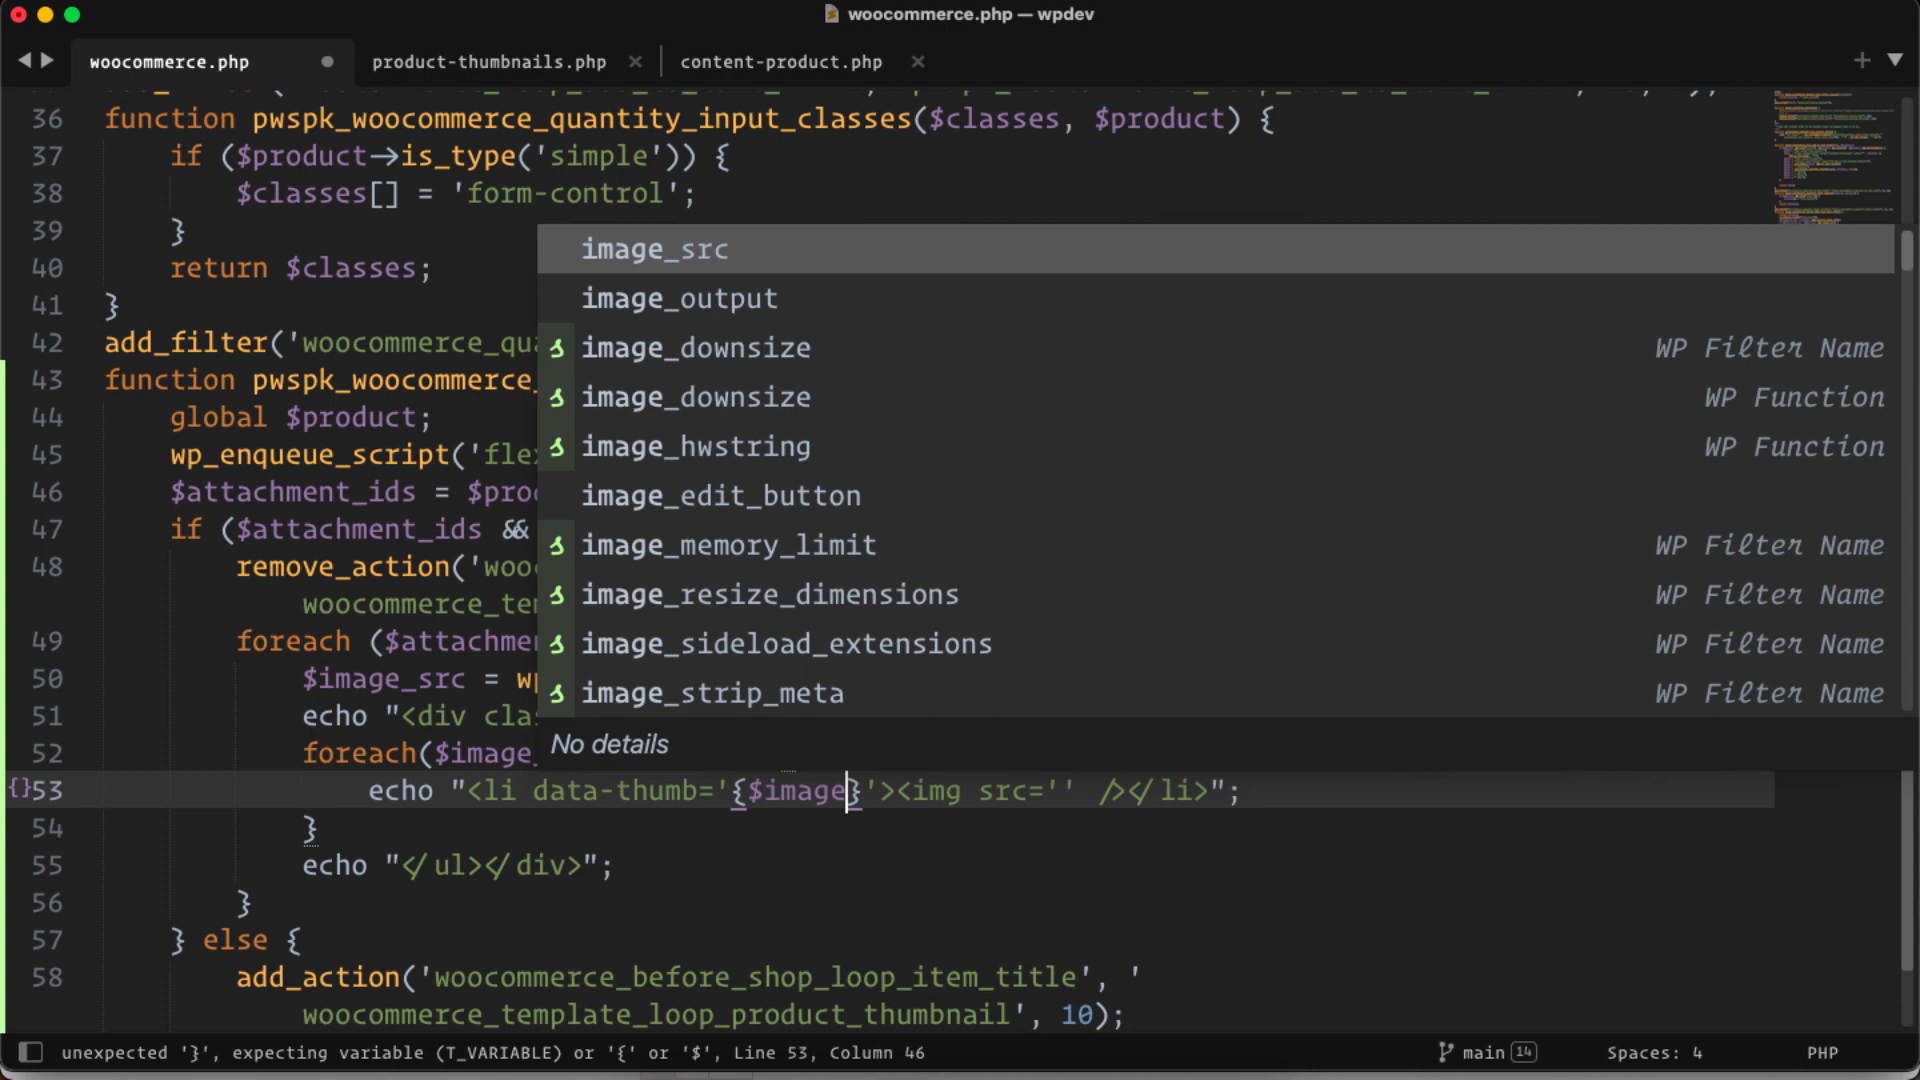 woocommerce.php — wpdev
woocommerce.php product-thumbnails.php content-product.php
36 function pwspk_woocommerce_quantity_input_classes($classes, $product) {
37 if ($product->is_type('simple')) {
38 $classes[] = 'form-control';
39 }
40 return $classes;
41 }
42 add_filter('woocommerce_qu
43 function pwspk_woocommerce_
44 global $product;
45 wp_enqueue_script('fle
46 $attachment_ids = $pro
47 if ($attachment_ids &&
48 remove_action('woo
woocommerce_te
49 foreach ($attachme
50 $image_src = w
51 echo "<div cla
52 foreach($image_
image_src
image_output
image_downsize WP Filter Name
image_downsize WP Function
image_hwstring WP Function
image_edit_button
image_memory_limit WP Filter Name
image_resize_dimensions WP Filter Name
image_sideload_extensions WP Filter Name
image_strip_meta WP Filter Name
No details
{} 53 echo "<li data-thumb='{$image}'><img src='' /></li>";
54 }
55 echo "</ul></div>";
56 }
57 } else {
58 add_action('woocommerce_before_shop_loop_item_title', '
woocommerce_template_loop_product_thumbnail', 10);
unexpected '}', expecting variable (T_VARIABLE) or '{' or '$', Line 53, Column 46 main 14 Spaces: 4 PHP